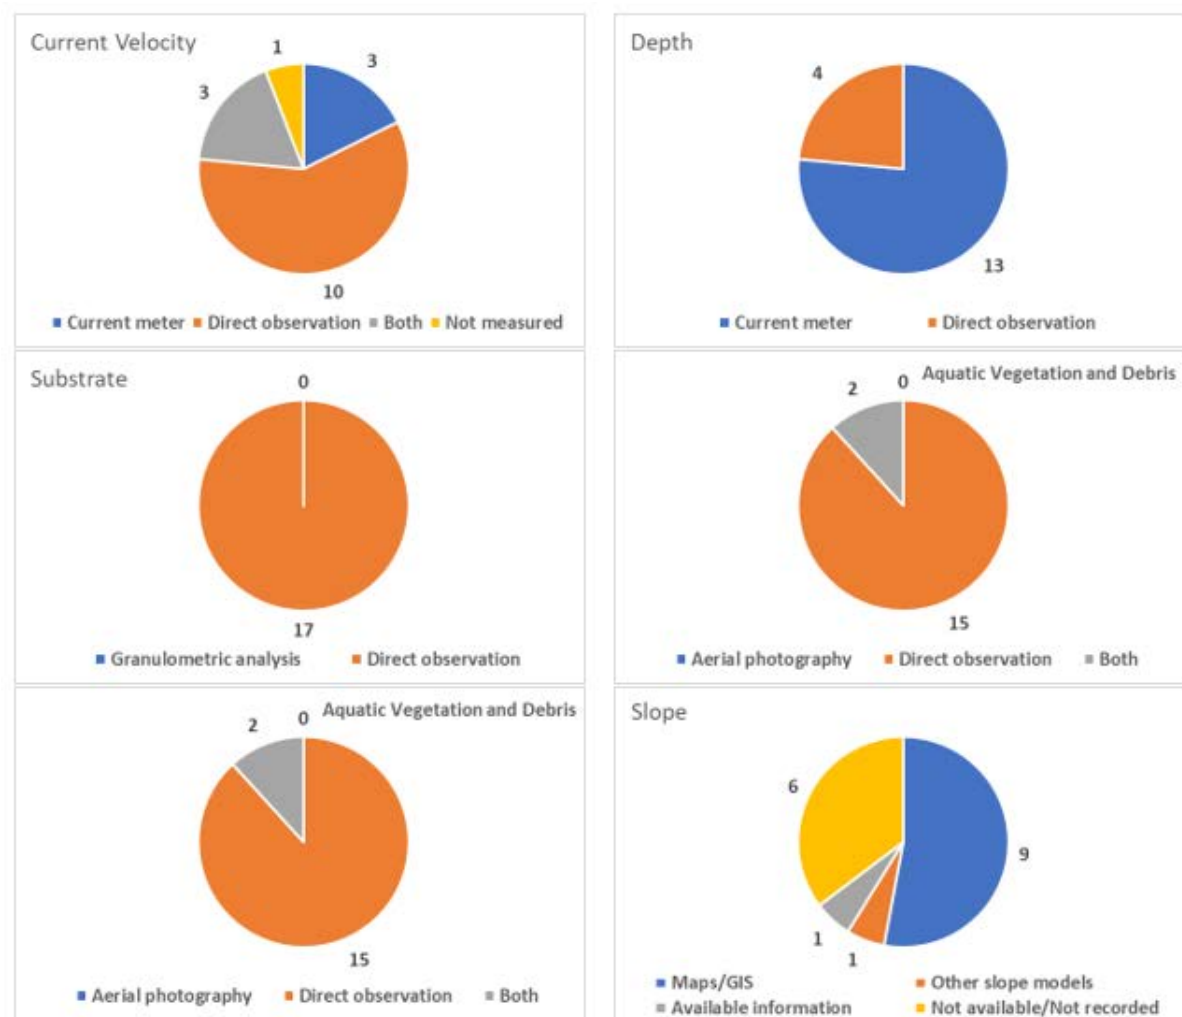 Current Velocity
1
3
3
10
Current meter Direct observation Both Not measured
Depth
4
13
Current meter Direct observation
Substrate
0
17
Granulometric analysis Direct observation
Aquatic Vegetation and Debris
2
0
15
Aerial photography Direct observation Both
Aquatic Vegetation and Debris
2
0
15
Aerial photography Direct observation Both
Slope
6
9
1
1
Maps/GIS Other slope models
Available information Not available/Not recorded